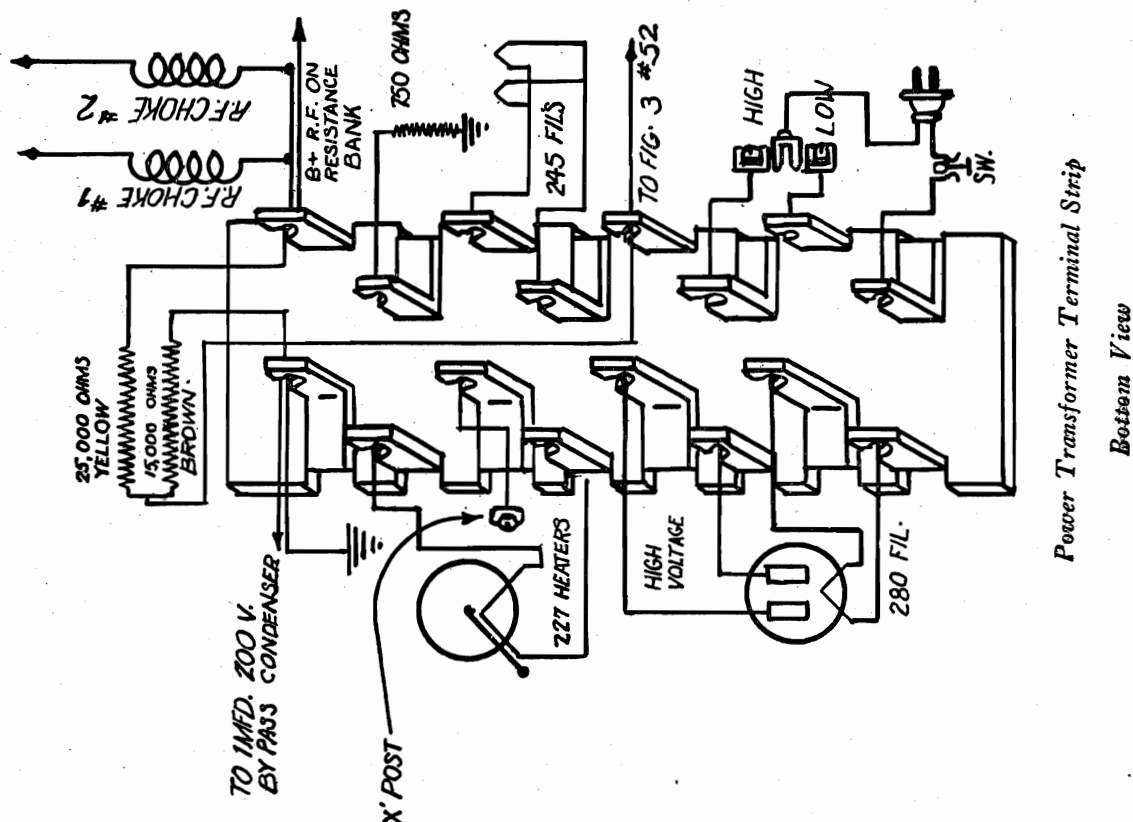 R.F. CHOKE #2
R.F. CHOKE #1
B+ R.F. ON
RESISTANCE
BANK
750 OHMS
245 FIL'S
TO FIG. 3 #52
HIGH
LOW
SW.
25,000 OHMS
YELLOW
15,000 OHMS
BROWN.
TO 1 MFD. 200 V.
BY PASS CONDENSER
'X' POST
227 HEATERS
HIGH
VOLTAGE
280 FIL.
Power Transformer Terminal Strip
Bottom View